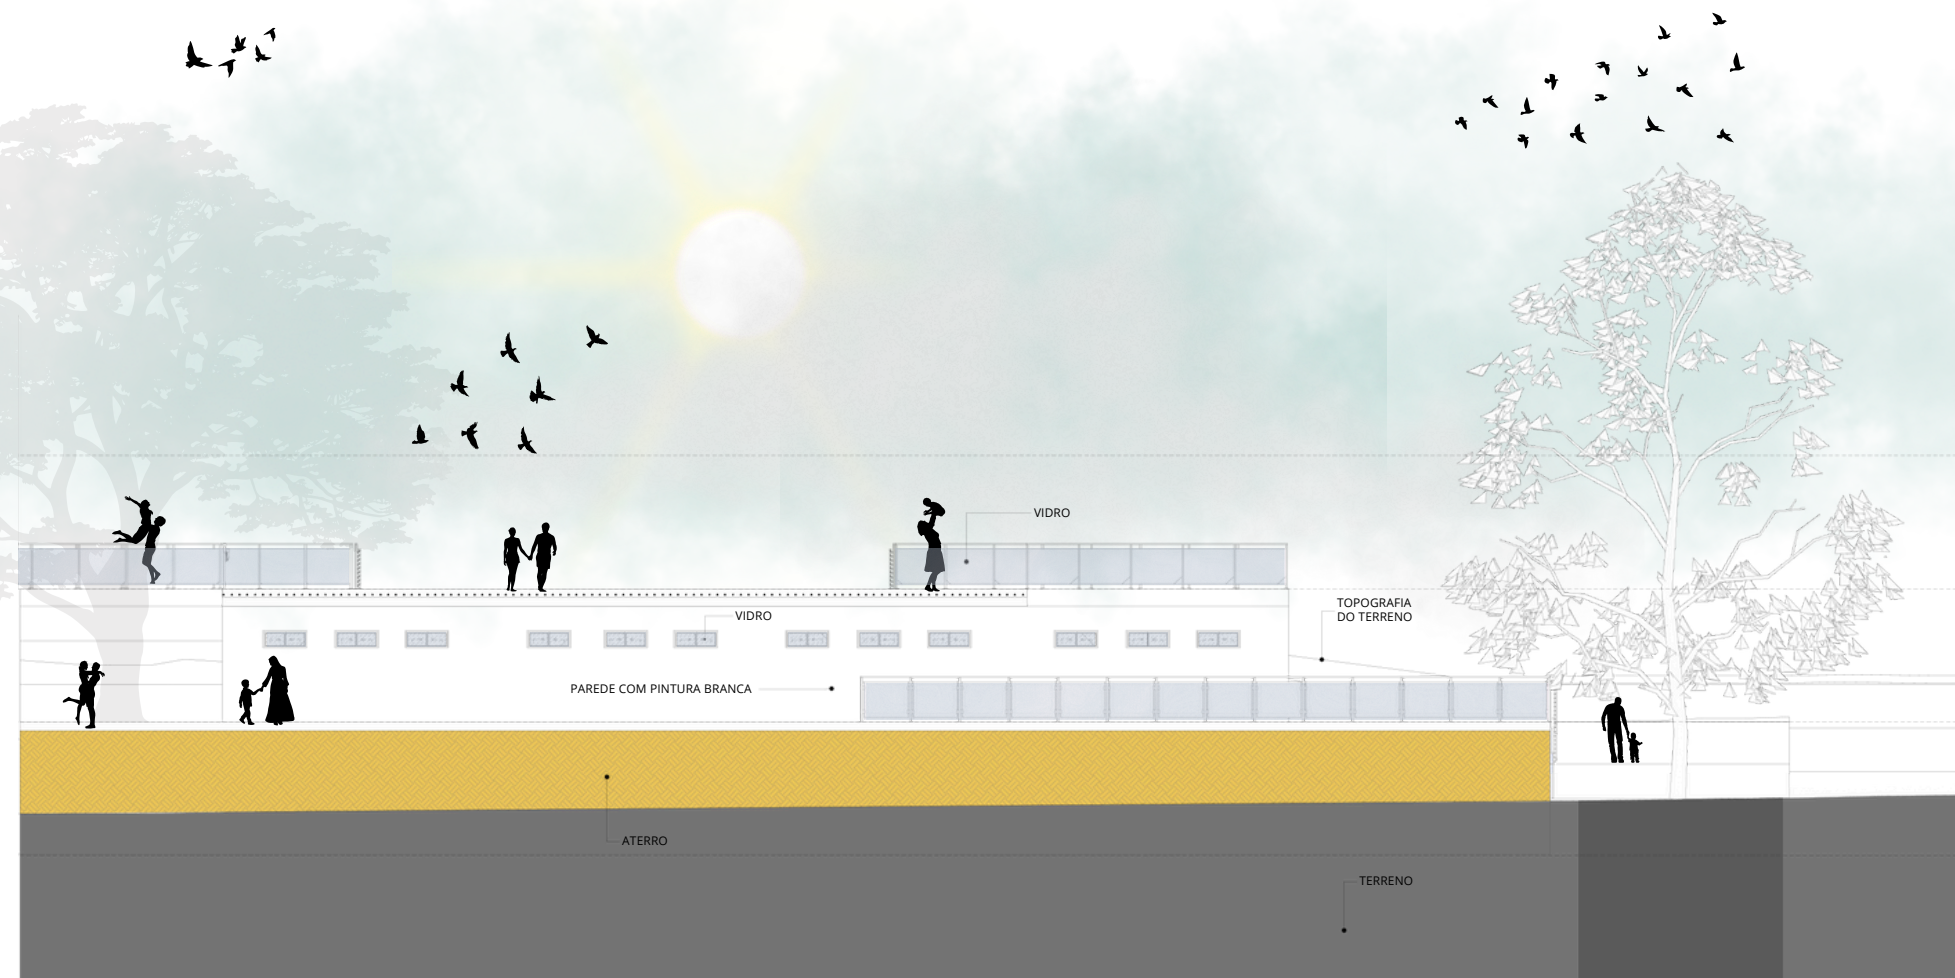 VIDRO
TOPOGRAFIA
DO TERRENO
VIDRO
PAREDE COM PINTURA BRANCA
ATERRO
TERRENO